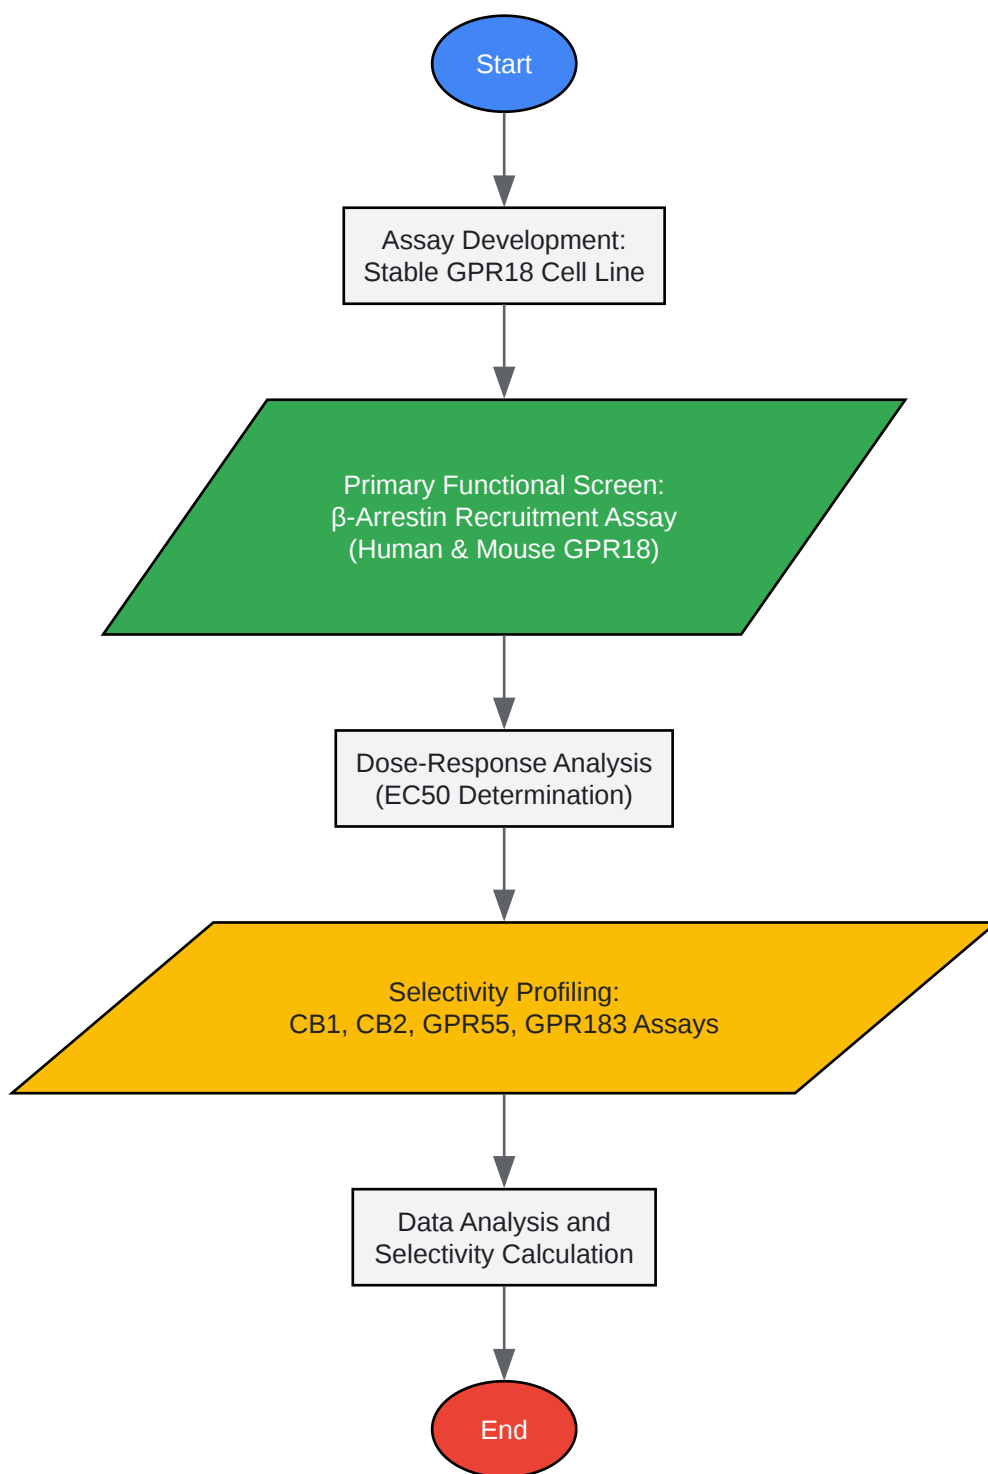 Start
Assay Development:
Stable GPR18 Cell Line
Primary Functional Screen:
β-Arrestin Recruitment Assay
(Human & Mouse GPR18)
Dose-Response Analysis
(EC50 Determination)
Selectivity Profiling:
CB1, CB2, GPR55, GPR183 Assays
Data Analysis and
Selectivity Calculation
End